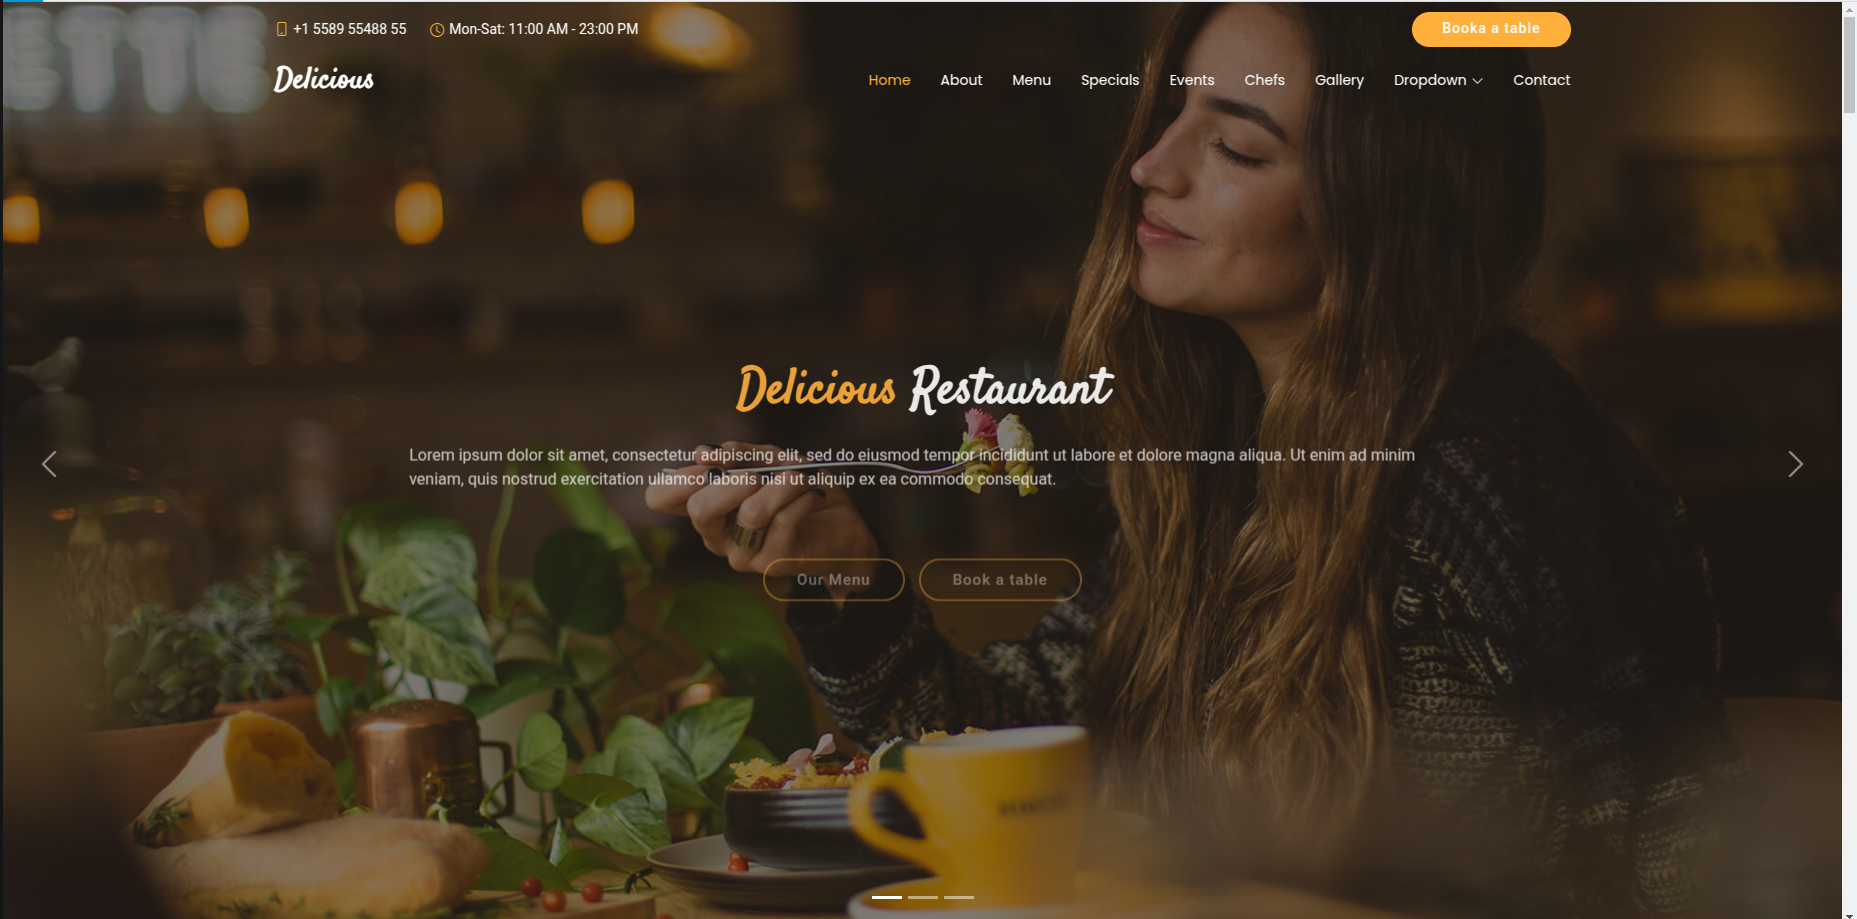 +1 5589 55488 55
Mon-Sat: 11:00 AM - 23:00 PM
Booka a table
Delicious
Home
About
Menu
Specials
Events
Chefs
Gallery
Dropdown
Contact
Delicious Restaurant
Lorem ipsum dolor sit amet, consectetur adipiscing elit, sed do eiusmod tempor incididunt ut labore et dolore magna aliqua. Ut enim ad minim
veniam, quis nostrud exercitation ullamco laboris nisi ut aliquip ex ea commodo consequat.
Our Menu
Book a table